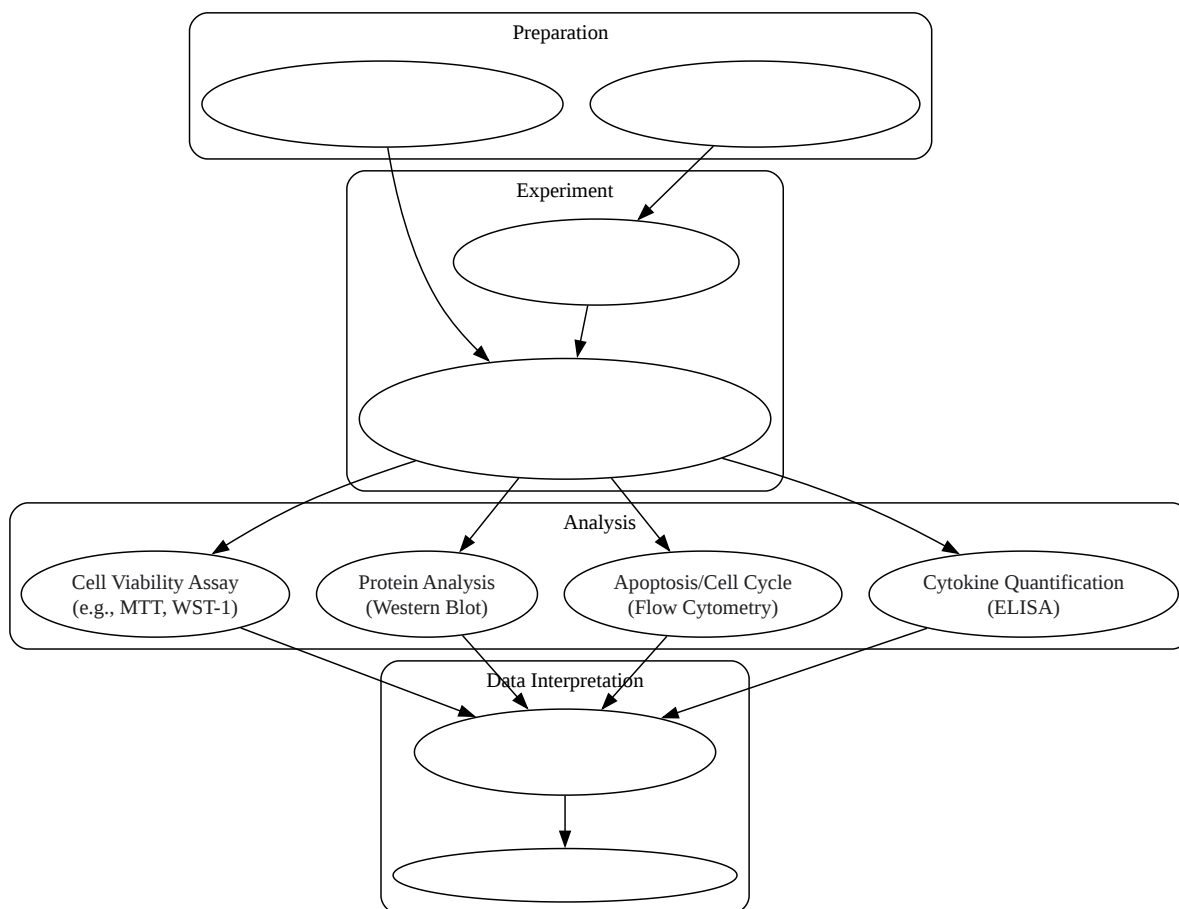 Preparation
Experiment
Analysis
Cell Viability Assay
(e.g., MTT, WST-1)
Protein Analysis
(Western Blot)
Apoptosis/Cell Cycle
(Flow Cytometry)
Cytokine Quantification
(ELISA)
Data Interpretation